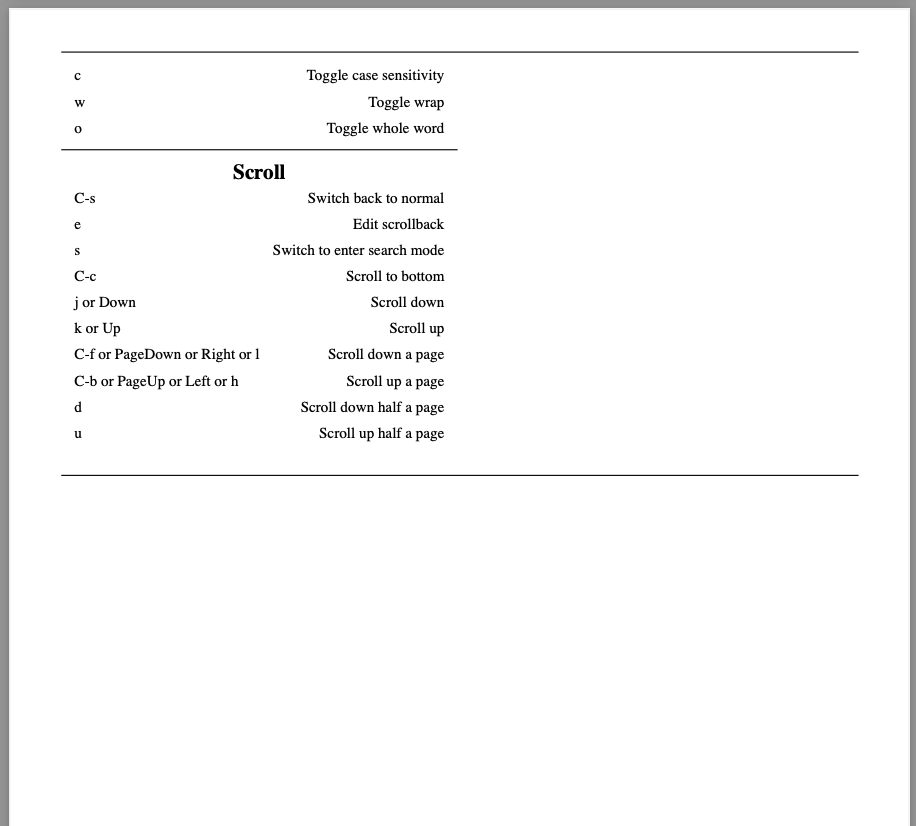 c Toggle case sensitivity
w Toggle wrap
o Toggle whole word
Scroll
C-s Switch back to normal
e Edit scrollback
s Switch to enter search mode
C-c Scroll to bottom
j or Down Scroll down
k or Up Scroll up
C-f or PageDown or Right or l Scroll down a page
C-b or PageUp or Left or h Scroll up a page
d Scroll down half a page
u Scroll up half a page